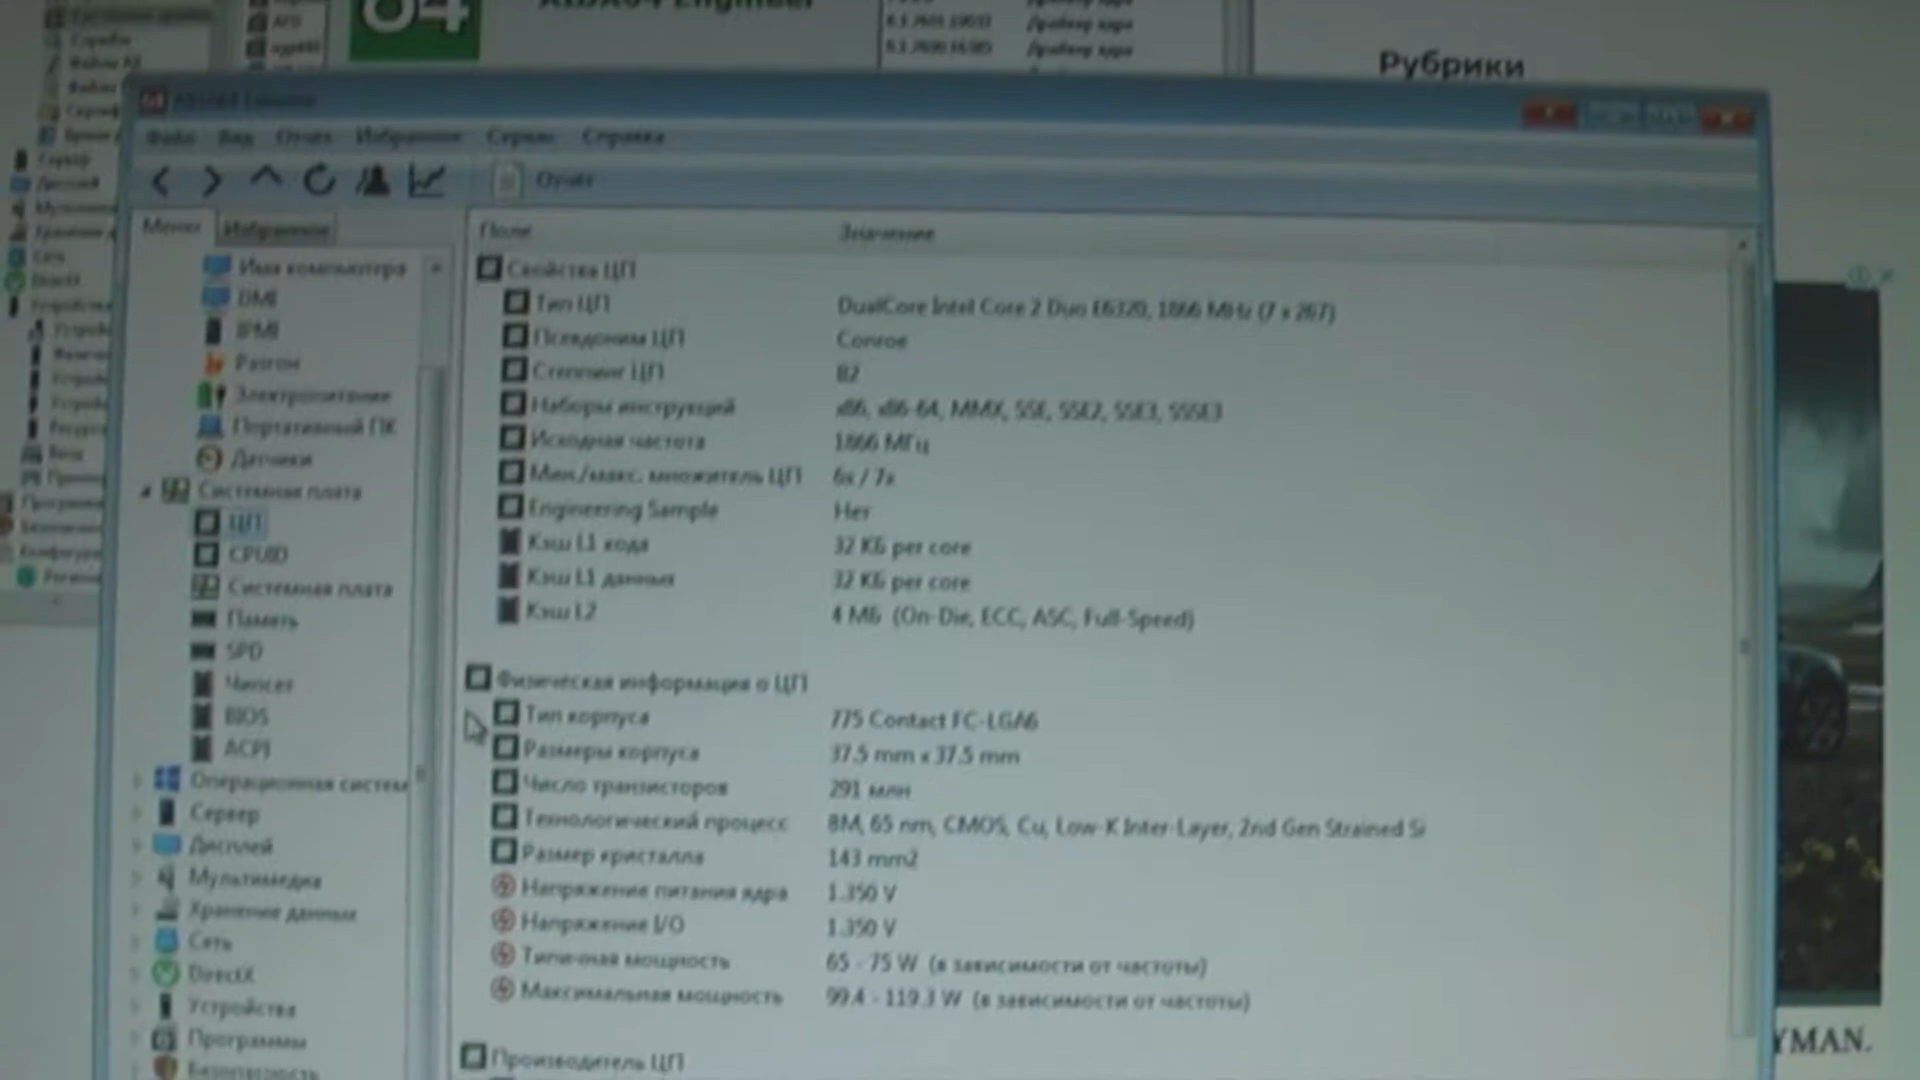 64
AIDA64 Engineer
Рубрики
Файл Вид Отчёт Избранное Сервис Справка
Отчёт
Меню Избранное
Поле Значение
Имя компьютера
DMI
IPMI
Разгон
Электропитание
Портативный ПК
Датчики
Системная плата
ЦП
CPUID
Системная плата
Память
SPD
Чипсет
BIOS
ACPI
Операционная систем
Сервер
Дисплей
Мультимедиа
Хранение данных
Сеть
DirectX
Устройства
Программы
Безопасность
Свойства ЦП
Тип ЦП DualCore Intel Core 2 Duo E6320, 1866 MHz (7 x 267)
Псевдоним ЦП Conroe
Степпинг ЦП B2
Наборы инструкций x86, x86-64, MMX, SSE, SSE2, SSE3, SSSE3
Исходная частота 1866 МГц
Мин./макс. множитель ЦП 6x / 7x
Engineering Sample Нет
Кэш L1 кода 32 КБ per core
Кэш L1 данных 32 КБ per core
Кэш L2 4 МБ (On-Die, ECC, ASC, Full-Speed)
Физическая информация о ЦП
Тип корпуса 775 Contact FC-LGA6
Размеры корпуса 37.5 mm x 37.5 mm
Число транзисторов 291 млн
Технологический процесс 8M, 65 nm, CMOS, Cu, Low-K Inter-Layer, 2nd Gen Strained Si
Размер кристалла 143 mm2
Напряжение питания ядра 1.350 V
Напряжение I/O 1.350 V
Типичная мощность 65 - 75 W (в зависимости от частоты)
Максимальная мощность 99.4 - 119.3 W (в зависимости от частоты)
Производитель ЦП
YMAN.